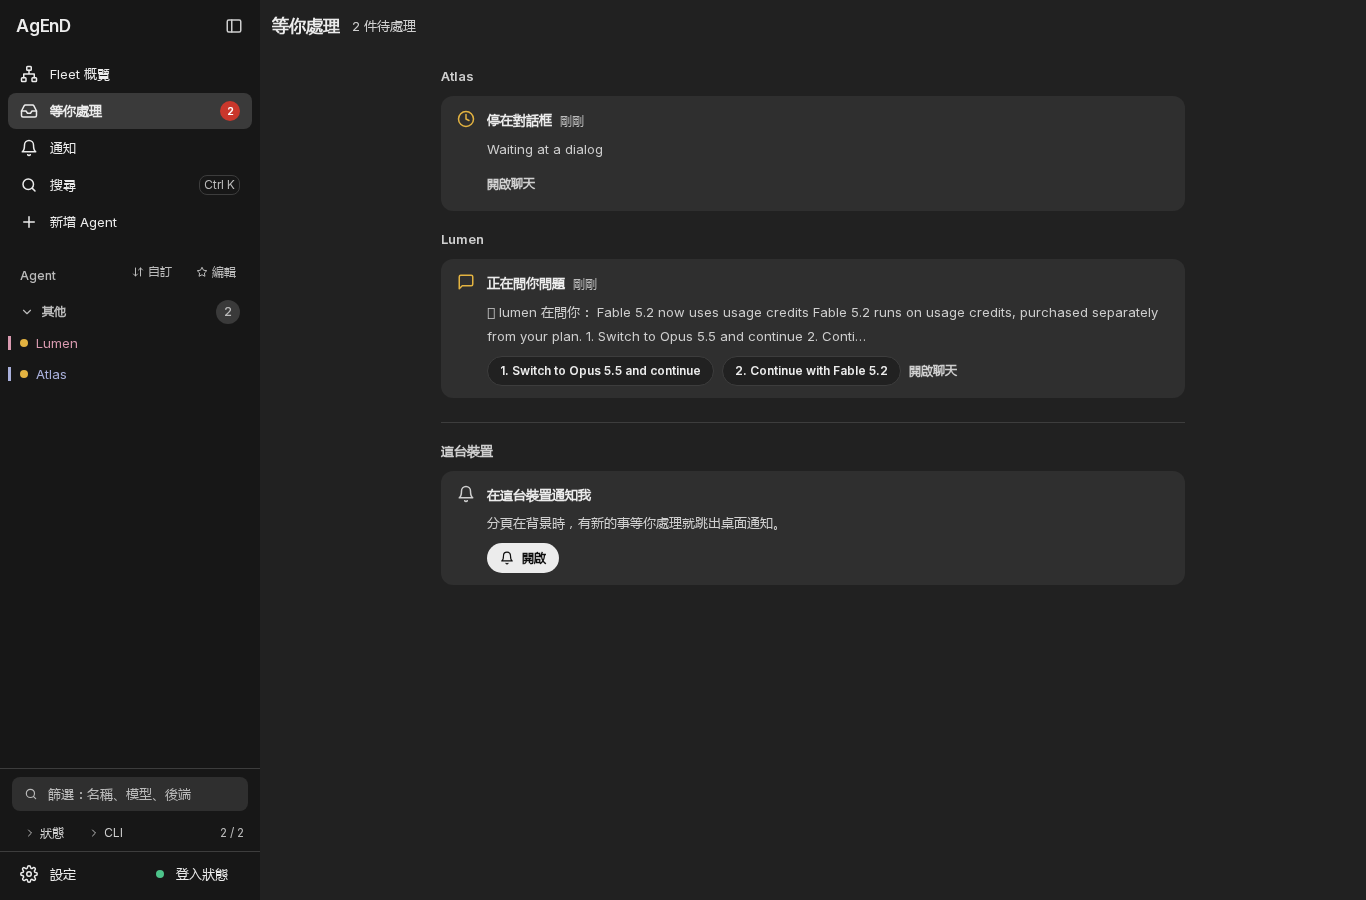 AgEnD
Fleet 概覽
等你處理 2
通知
搜尋 Ctrl K
新增 Agent
Agent 自訂 編輯
其他 2
Lumen
Atlas
篩選：名稱、模型、後端
狀態 CLI 2 / 2
設定 登入狀態
等你處理 2 件待處理
Atlas
停在對話框 剛剛
Waiting at a dialog
開啟聊天
Lumen
正在問你問題 剛剛
lumen 在問你： Fable 5.2 now uses usage credits Fable 5.2 runs on usage credits, purchased separately
from your plan. 1. Switch to Opus 5.5 and continue 2. Conti…
1. Switch to Opus 5.5 and continue 2. Continue with Fable 5.2 開啟聊天
這台裝置
在這台裝置通知我
分頁在背景時，有新的事等你處理就跳出桌面通知。
開啟